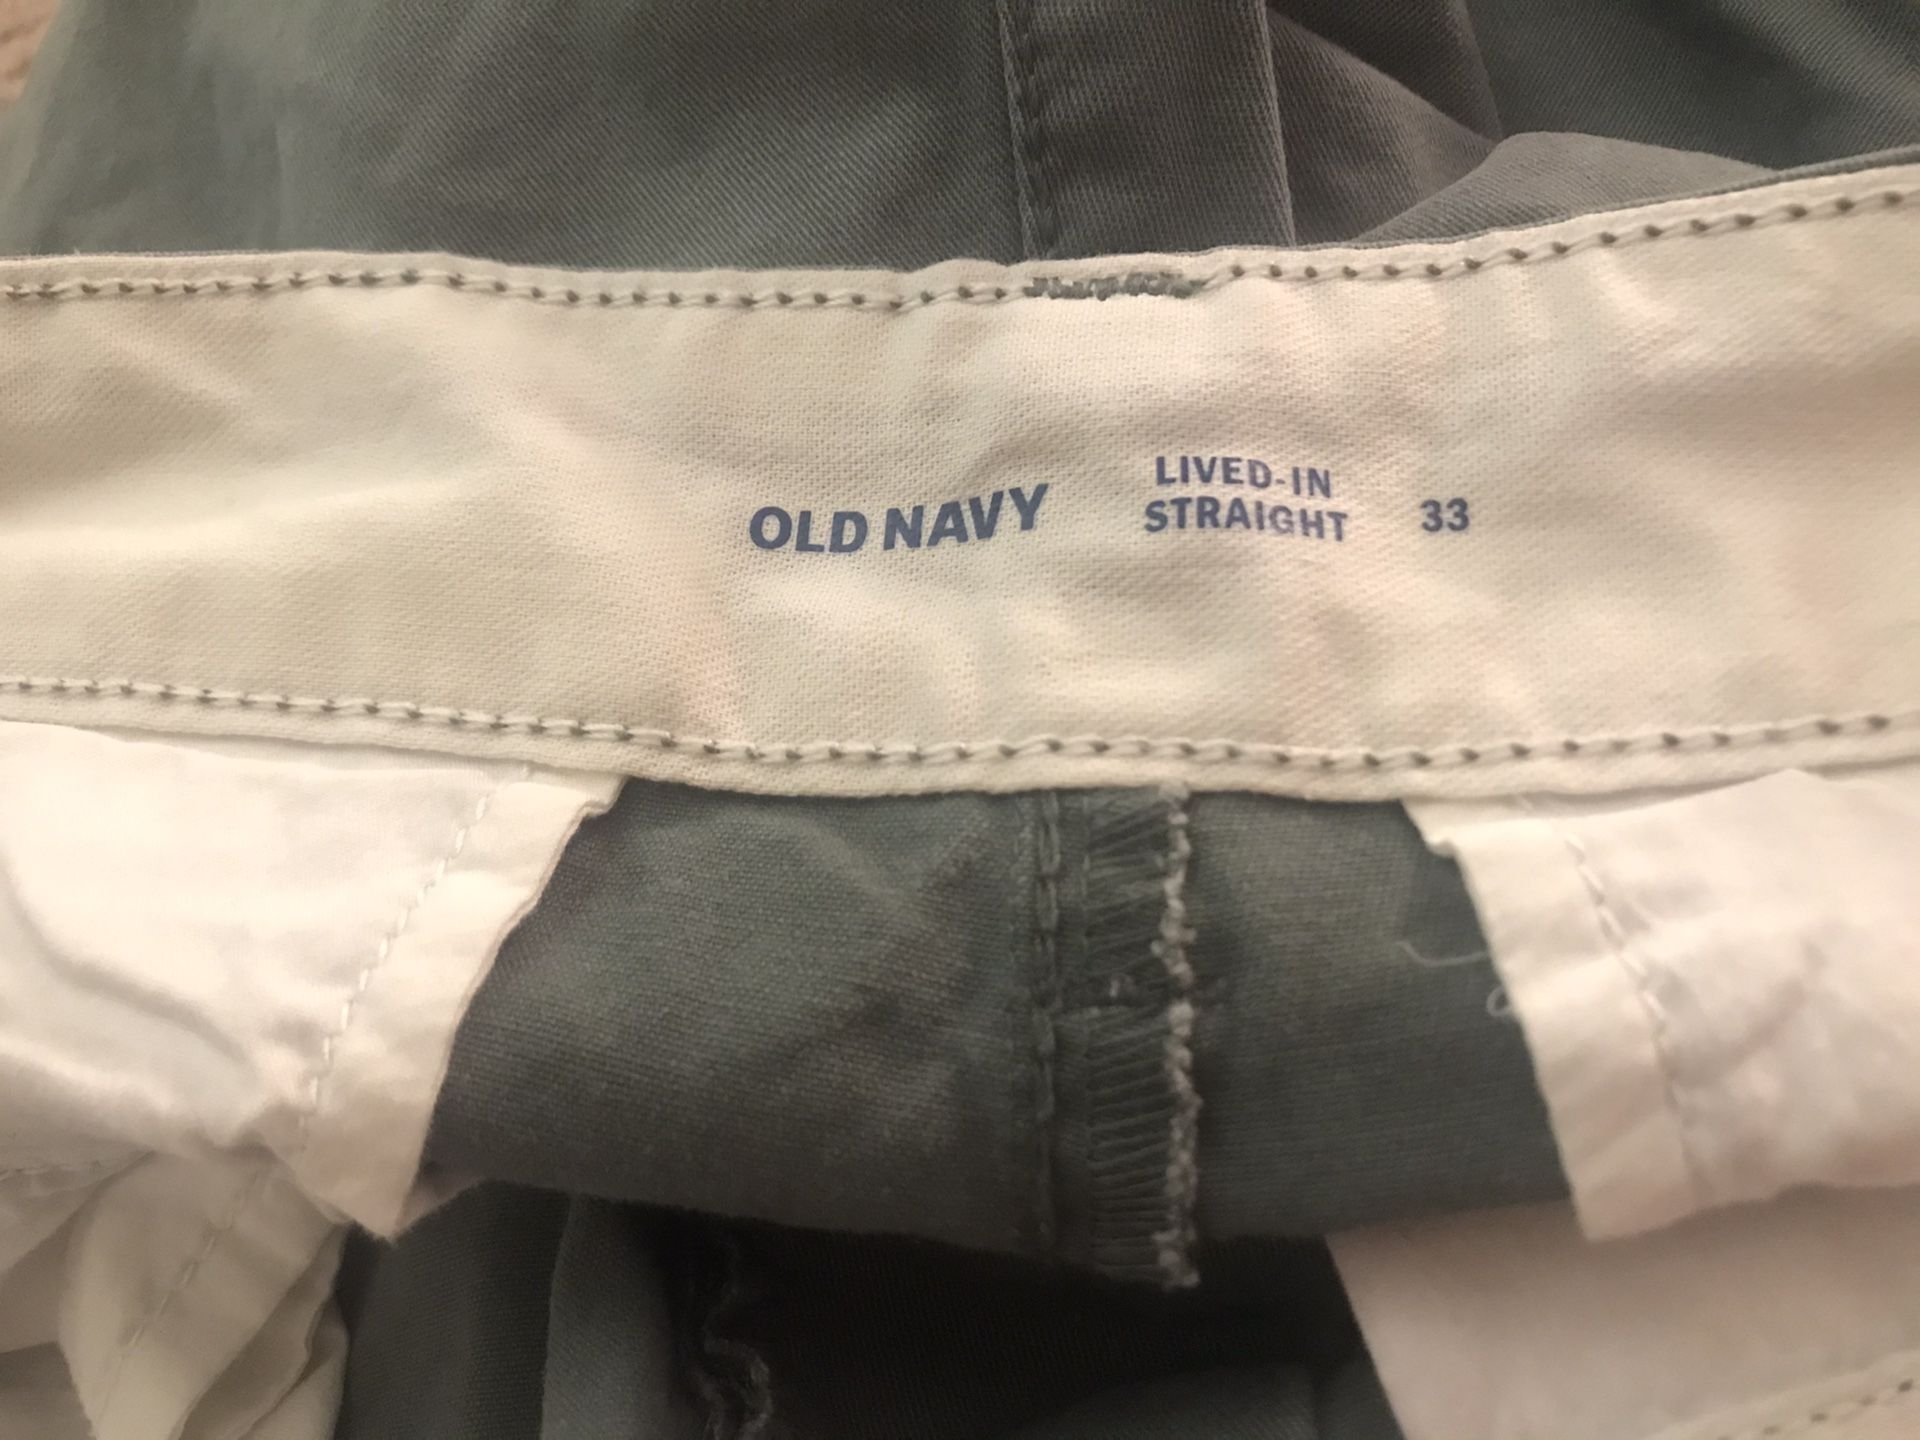 OLD NAVY
LIVED-IN
STRAIGHT
33